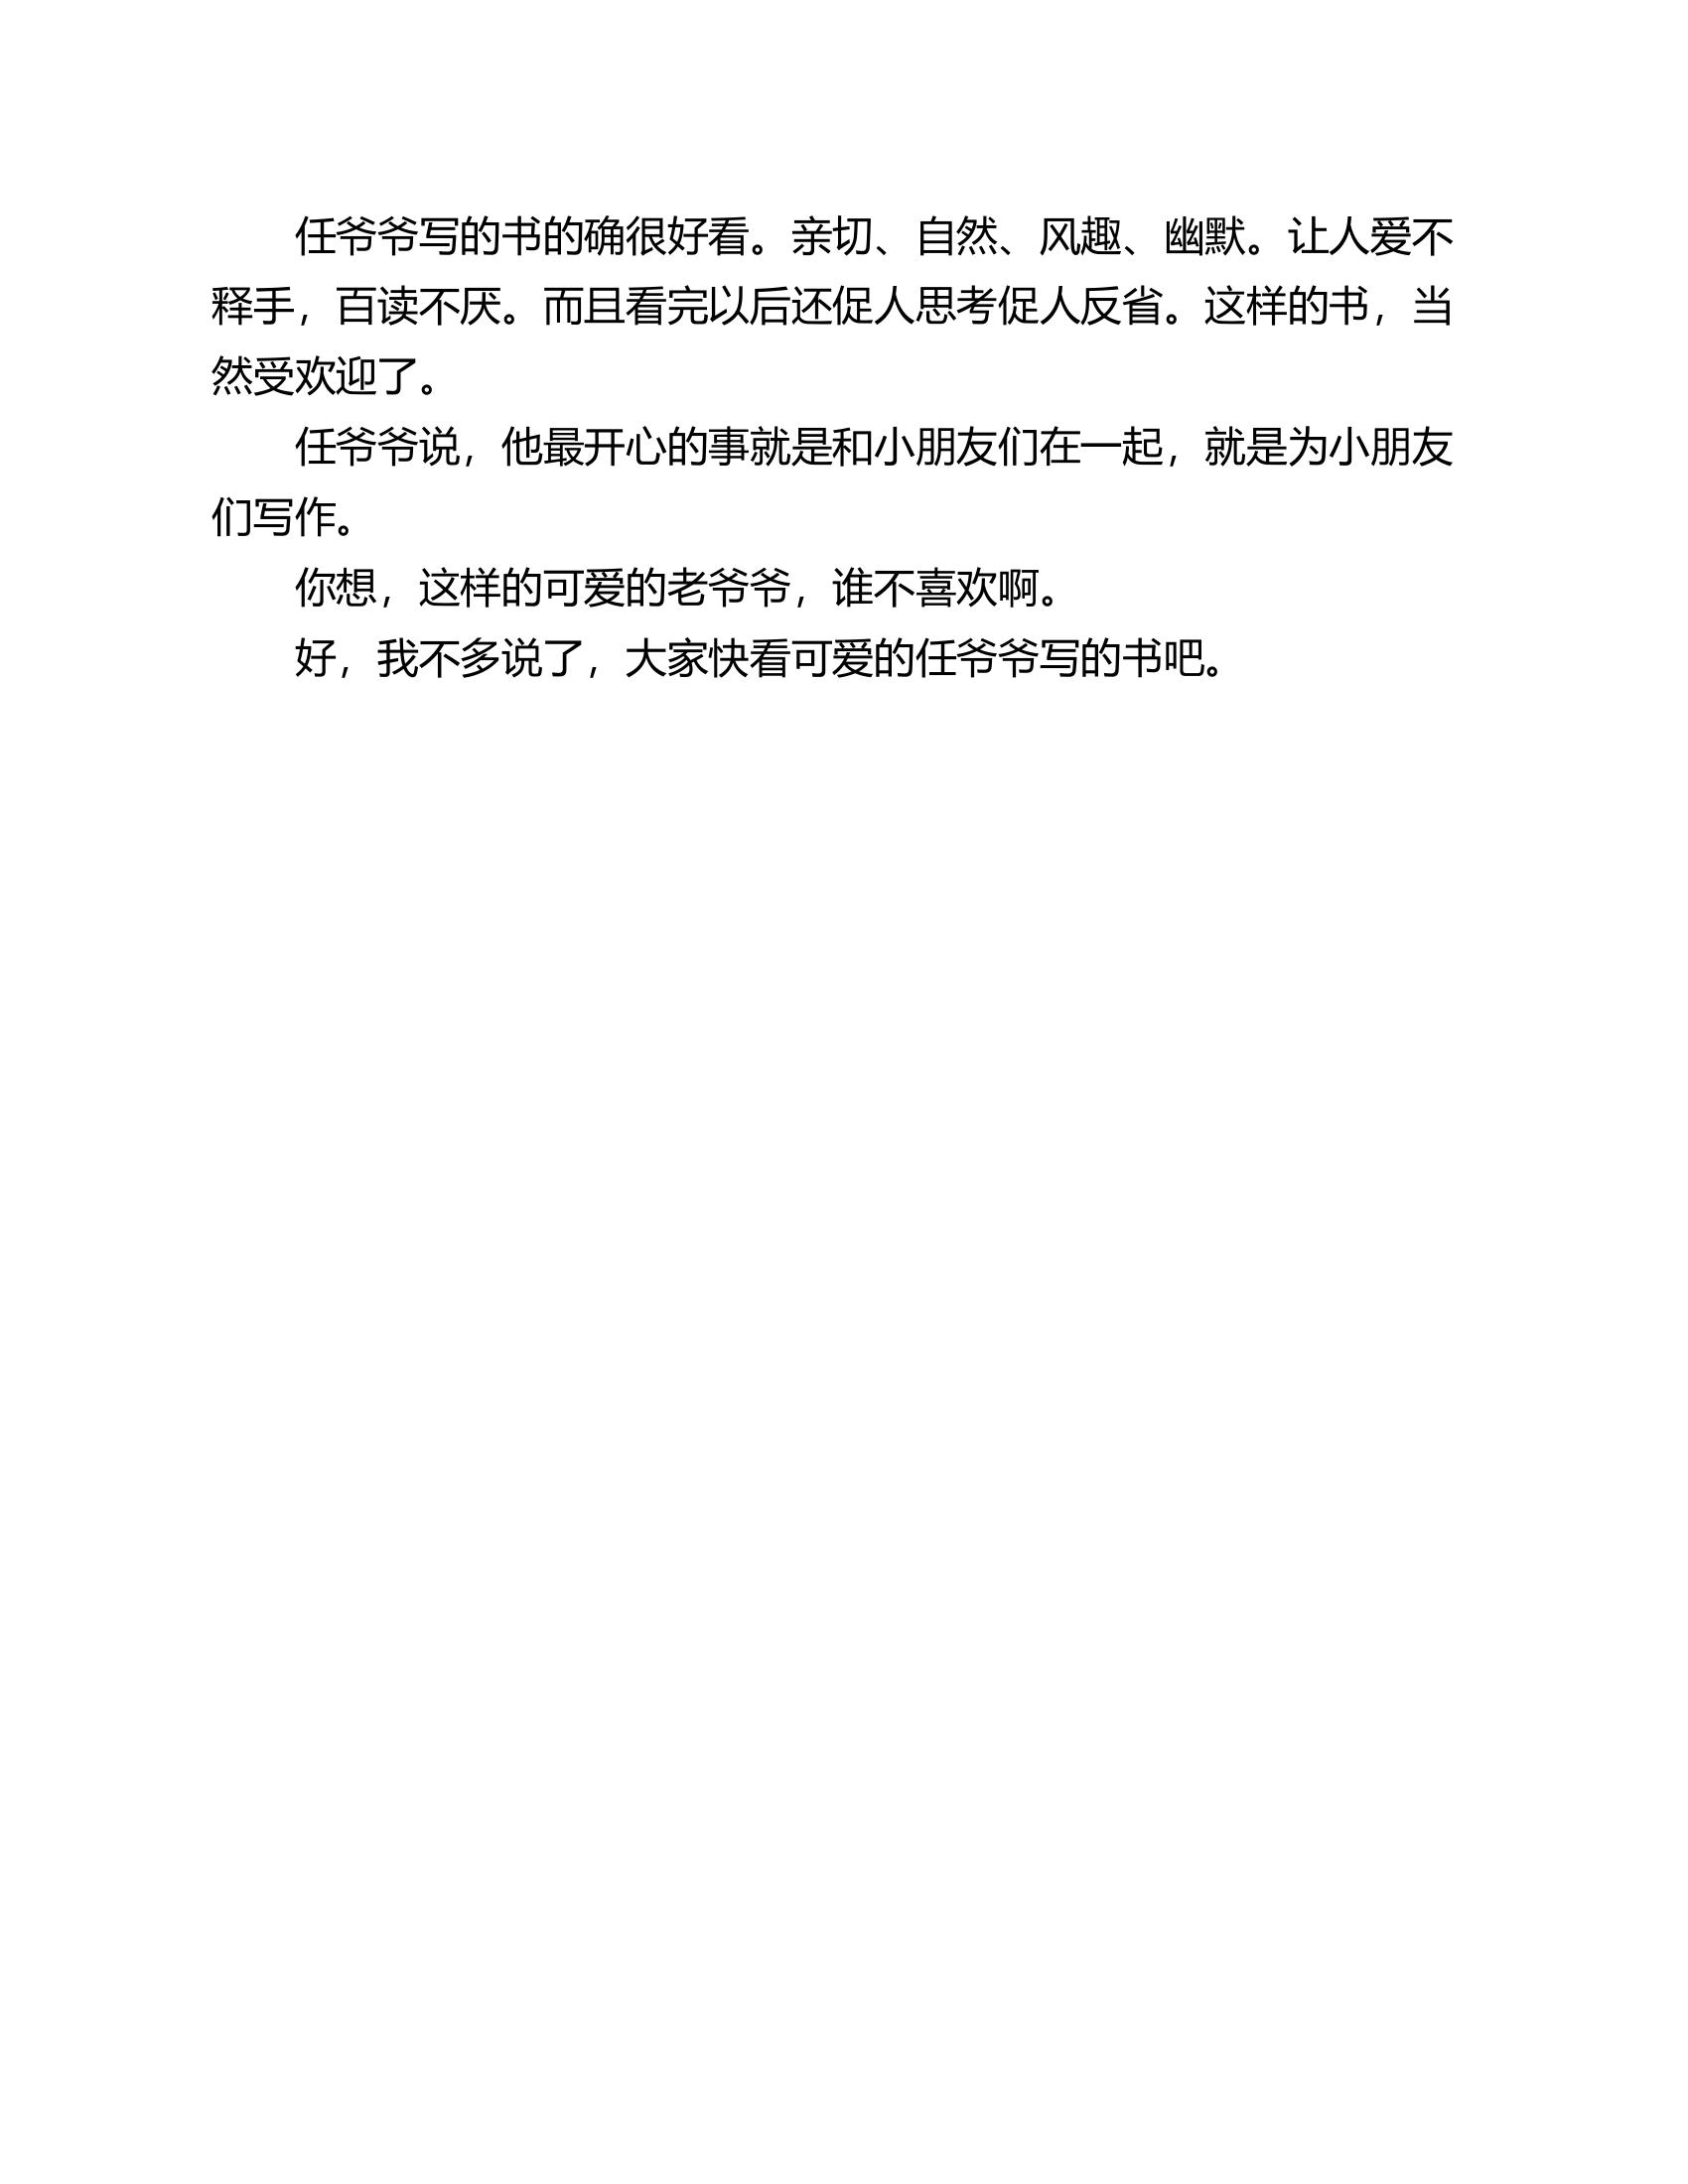 任爷爷写的书的确很好看。亲切、自然、风趣、幽默。让人爱不
释手，百读不厌。而且看完以后还促人思考促人反省。这样的书，当
然受欢迎了。
任爷爷说，他最开心的事就是和小朋友们在一起，就是为小朋友
们写作。
你想，这样的可爱的老爷爷，谁不喜欢啊。
好，我不多说了，大家快看可爱的任爷爷写的书吧。